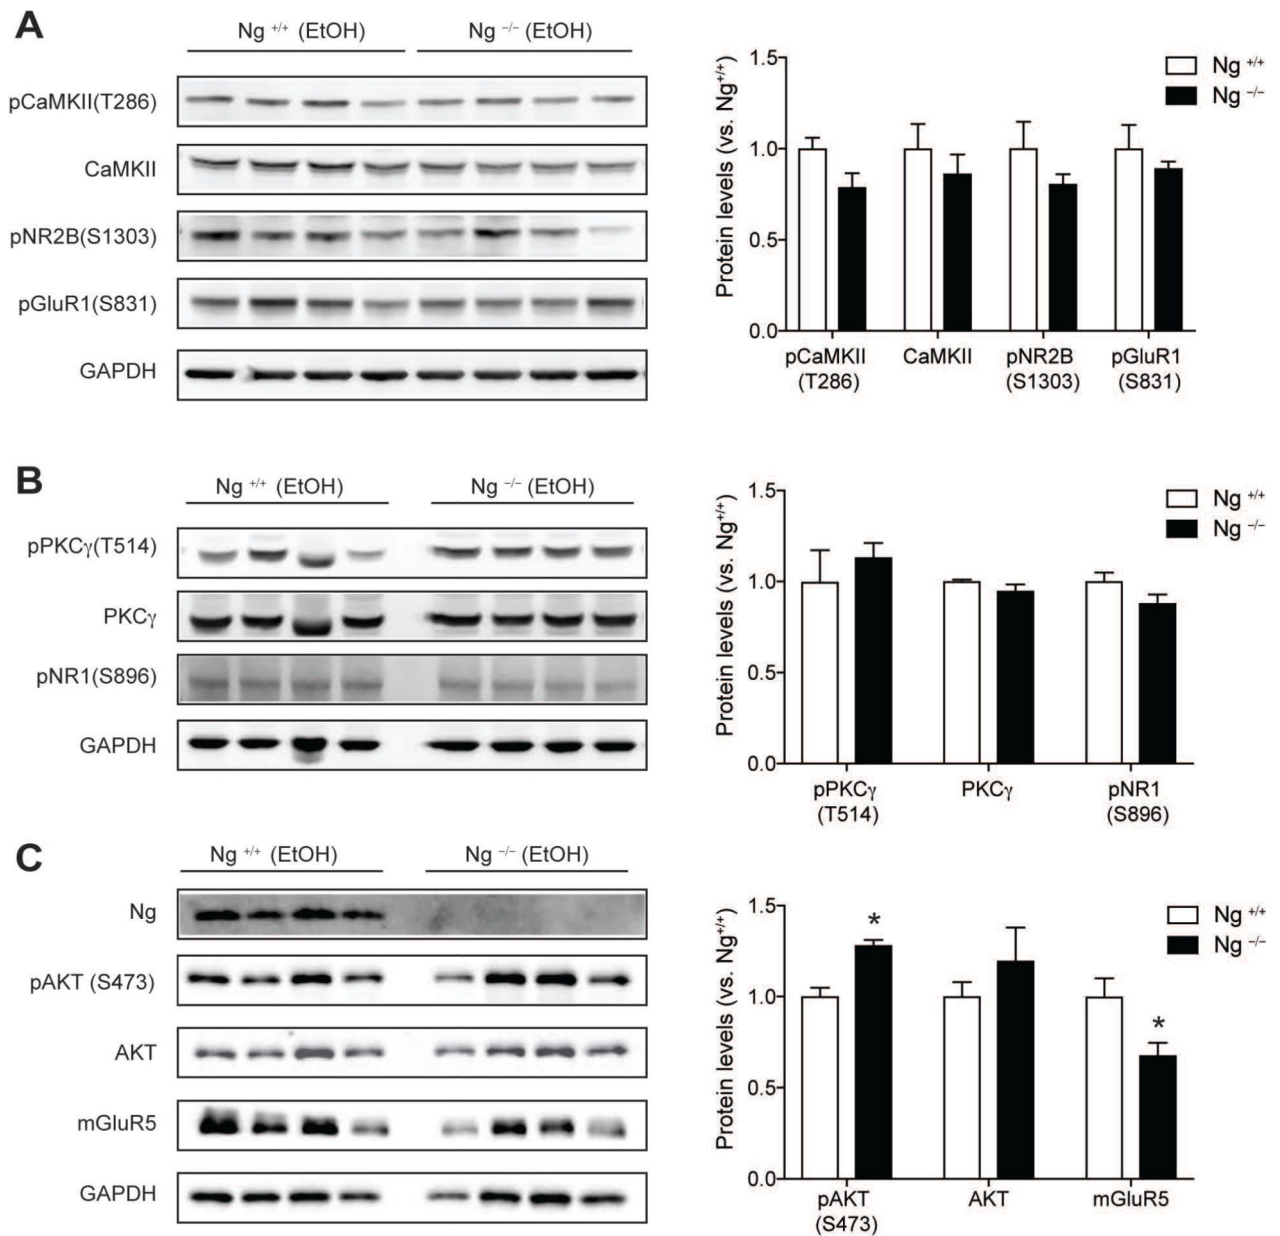 A
Ng +/+ (EtOH)
Ng –/– (EtOH)
pCaMKII(T286)
CaMKII
pNR2B(S1303)
pGluR1(S831)
GAPDH
Protein levels (vs. Ng+/+)
1.5
1.0
0.5
0.0
Ng +/+
Ng –/–
pCaMKII
(T286)
CaMKII
pNR2B
(S1303)
pGluR1
(S831)
B
Ng +/+ (EtOH)
Ng –/– (EtOH)
pPKCγ(T514)
PKCγ
pNR1(S896)
GAPDH
Protein levels (vs. Ng+/+)
1.5
1.0
0.5
0.0
Ng +/+
Ng –/–
pPKCγ
(T514)
PKCγ
pNR1
(S896)
C
Ng +/+ (EtOH)
Ng –/– (EtOH)
Ng
pAKT (S473)
AKT
mGluR5
GAPDH
Protein levels (vs. Ng+/+)
1.5
1.0
0.5
0.0
*
*
Ng +/+
Ng –/–
pAKT
(S473)
AKT
mGluR5